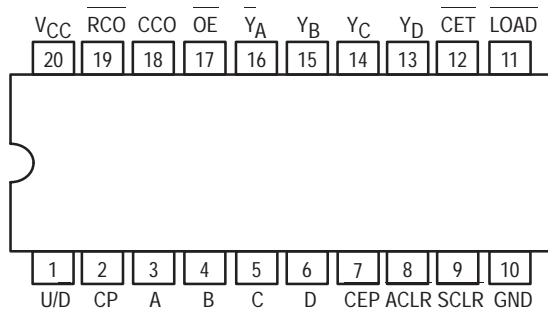 VCC RCO CCO OE YA YB YC YD CET LOAD
20 19 18 17 16 15 14 13 12 11
1 2 3 4 5 6 7 8 9 10
U/D CP A B C D CEP ACLR SCLR GND